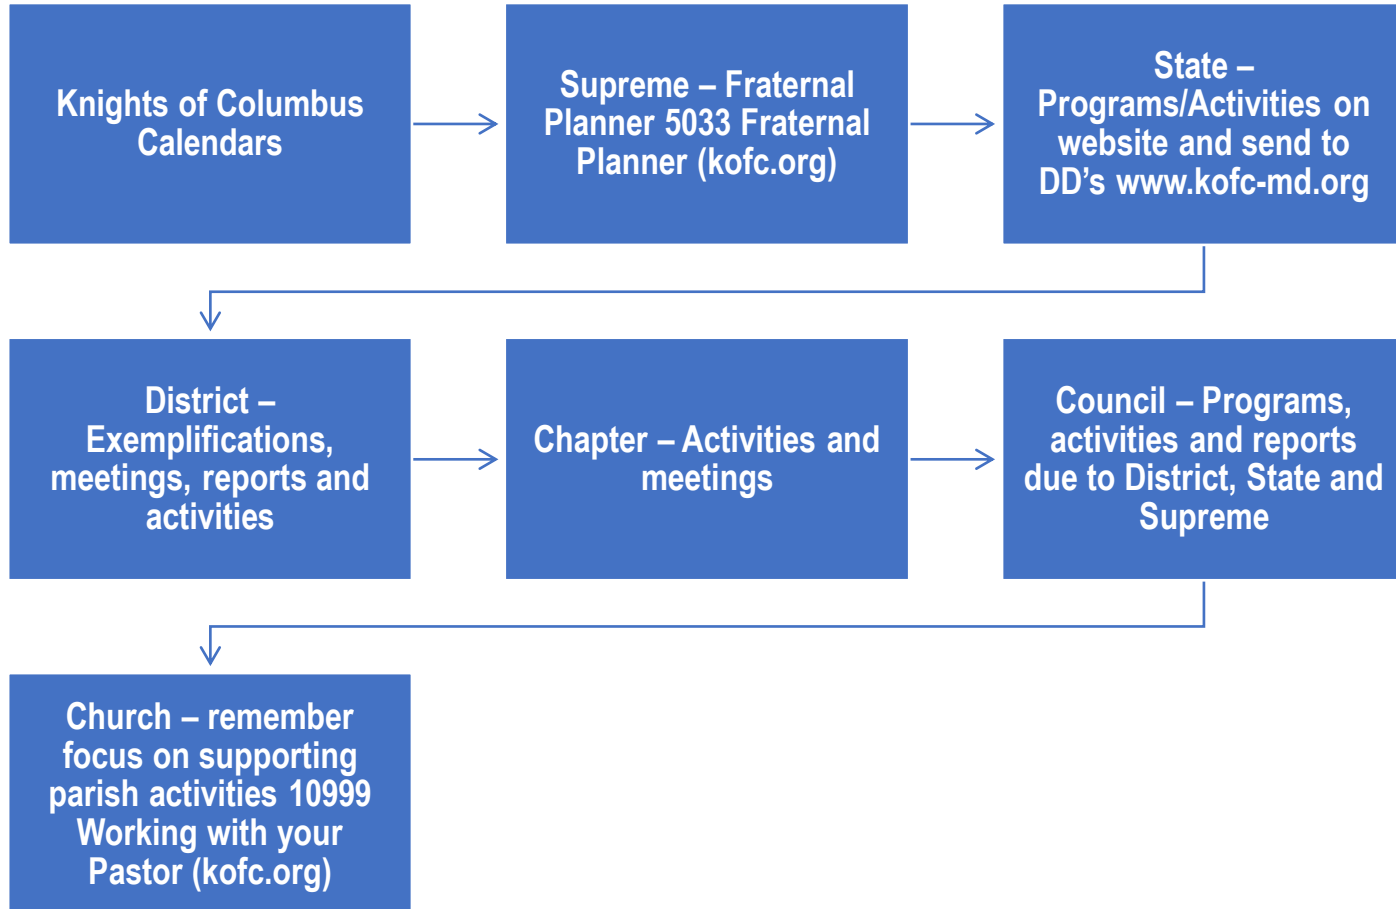 Knights of Columbus
Calendars
Supreme – Fraternal
Planner 5033 Fraternal
Planner (kofc.org)
State –
Programs/Activities on
website and send to
DD’s www.kofc-md.org
District –
Exemplifications,
meetings, reports and
activities
Chapter – Activities and
meetings
Council – Programs,
activities and reports
due to District, State and
Supreme
Church – remember
focus on supporting
parish activities 10999
Working with your
Pastor (kofc.org)